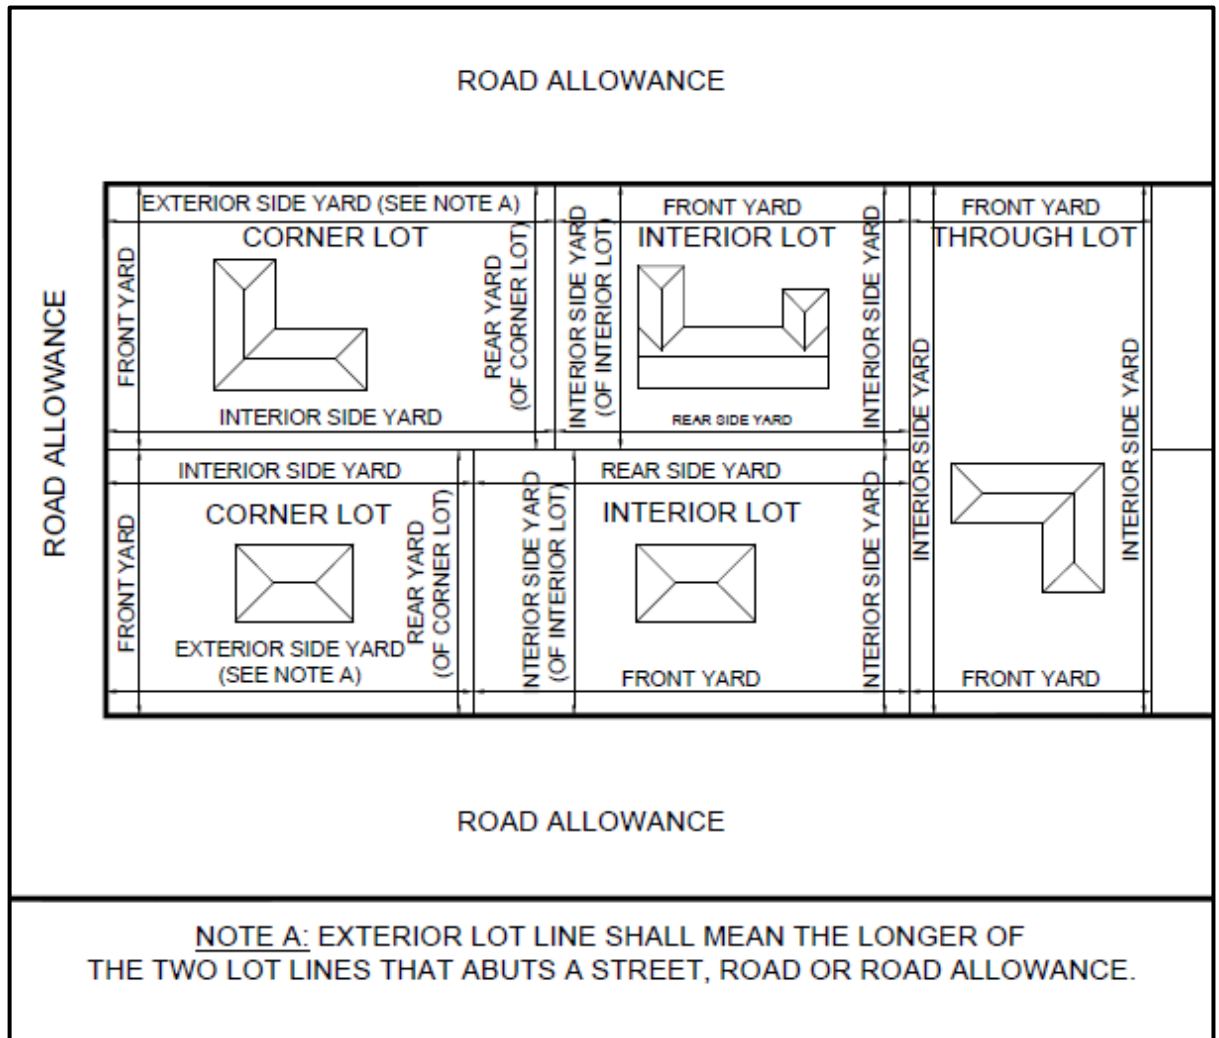 ROAD ALLOWANCE
ROAD ALLOWANCE
EXTERIOR SIDE YARD (SEE NOTE A)
CORNER LOT
FRONT YARD
REAR YARD
(OF CORNER LOT)
INTERIOR SIDE YARD
INTERIOR SIDE YARD
(OF INTERIOR LOT)
FRONT YARD
INTERIOR LOT
REAR SIDE YARD
INTERIOR SIDE YARD
FRONT YARD
THROUGH LOT
INTERIOR SIDE YARD
INTERIOR SIDE YARD
FRONT YARD
INTERIOR SIDE YARD
CORNER LOT
FRONT YARD
REAR YARD
(OF CORNER LOT)
EXTERIOR SIDE YARD
(SEE NOTE A)
REAR SIDE YARD
INTERIOR LOT
INTERIOR SIDE YARD
(OF INTERIOR LOT)
FRONT YARD
INTERIOR SIDE YARD
ROAD ALLOWANCE
NOTE A: EXTERIOR LOT LINE SHALL MEAN THE LONGER OF
THE TWO LOT LINES THAT ABUTS A STREET, ROAD OR ROAD ALLOWANCE.